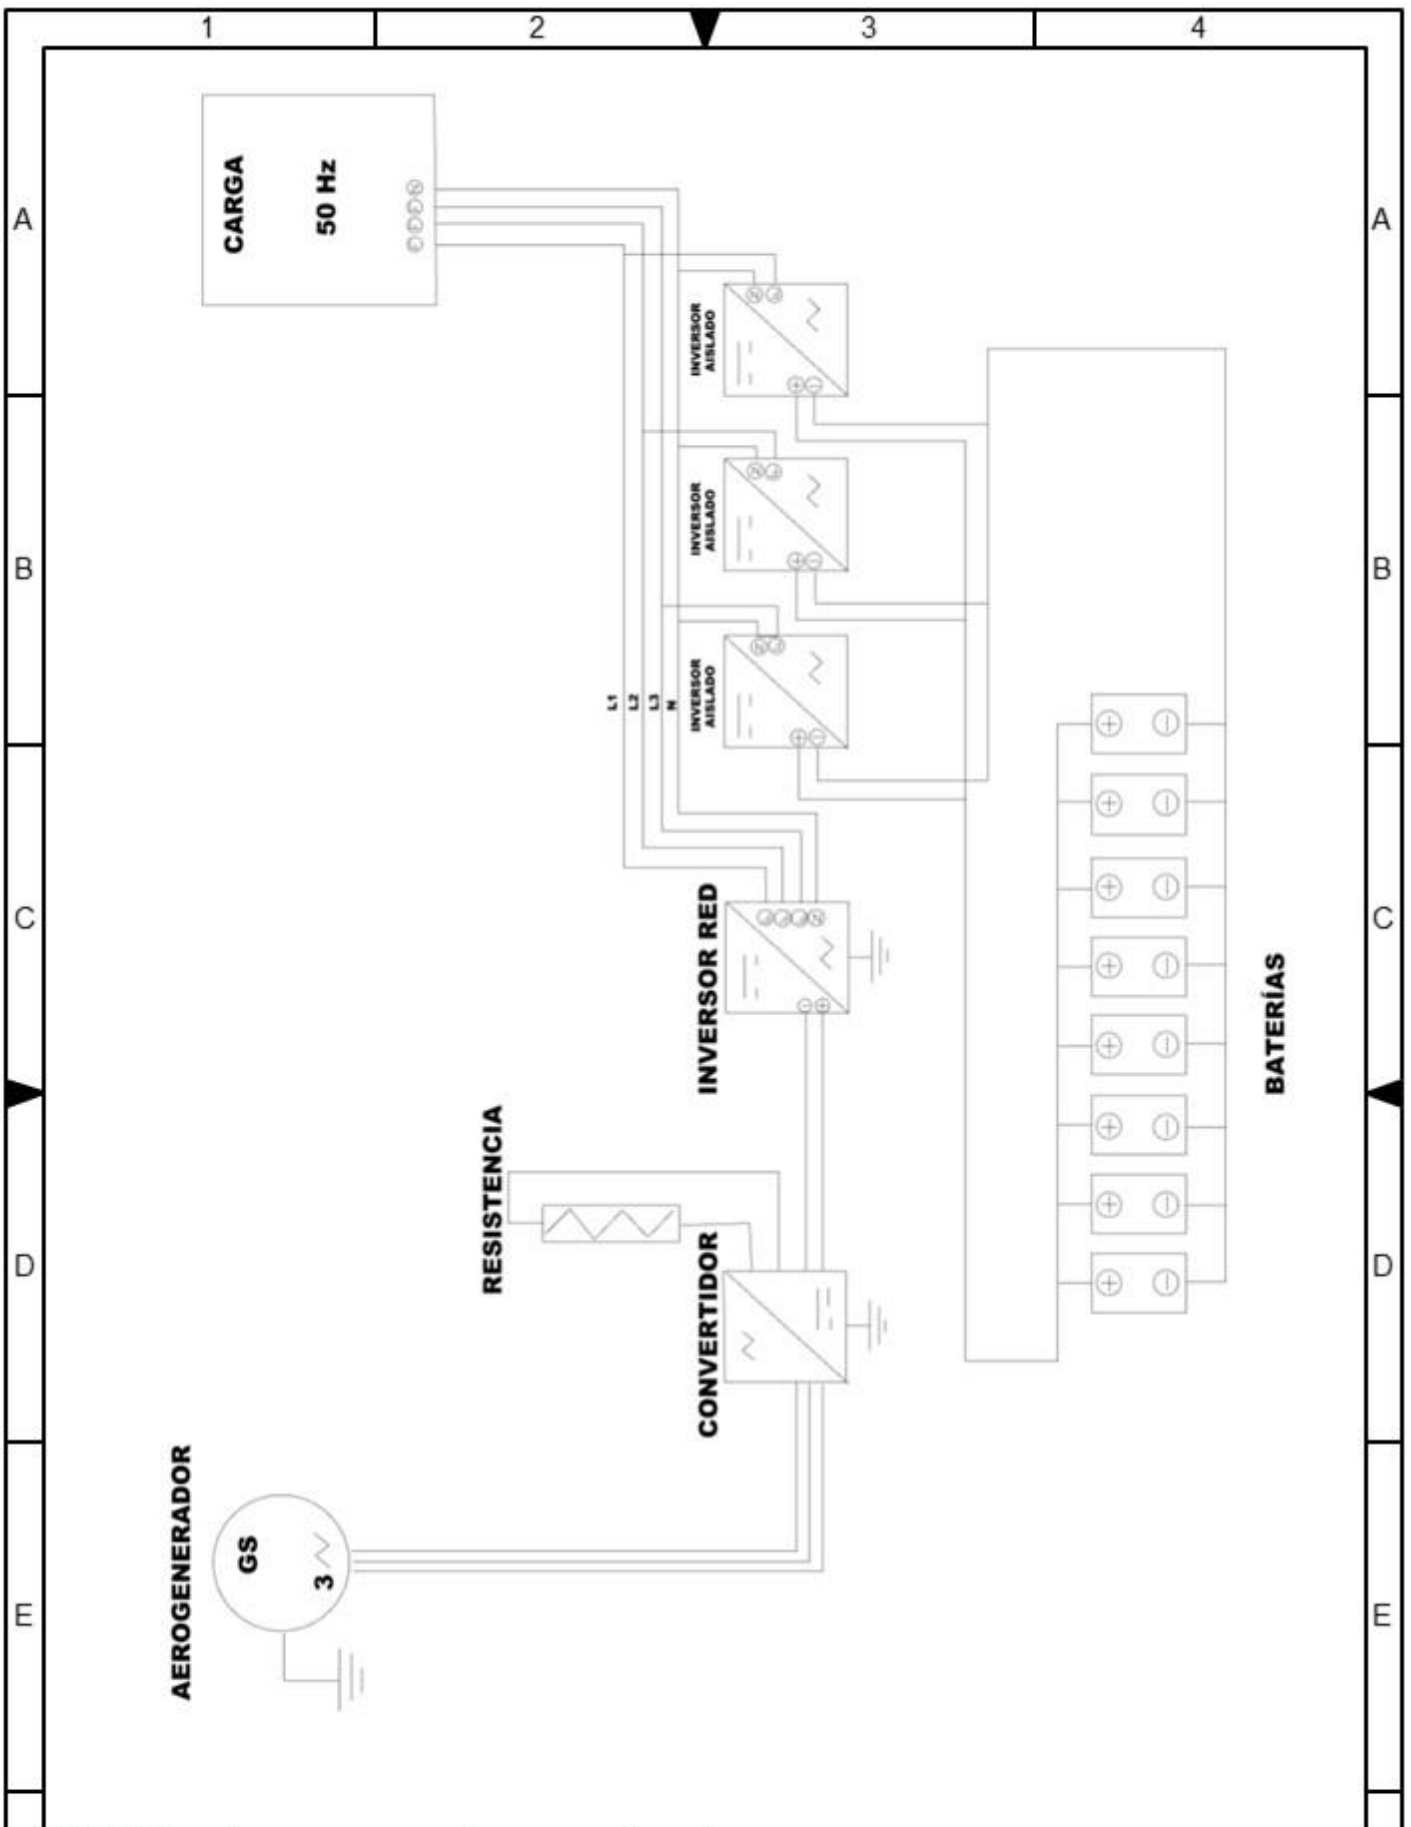 1 2 3 4
A
A
B
B
C
C
D
D
E
E
CARGA
50 Hz
INVERSOR
AISLADO
INVERSOR
AISLADO
INVERSOR
AISLADO
L1
L2
L3
N
INVERSOR RED
RESISTENCIA
CONVERTIDOR
BATERÍAS
AEROGENERADOR
GS
3